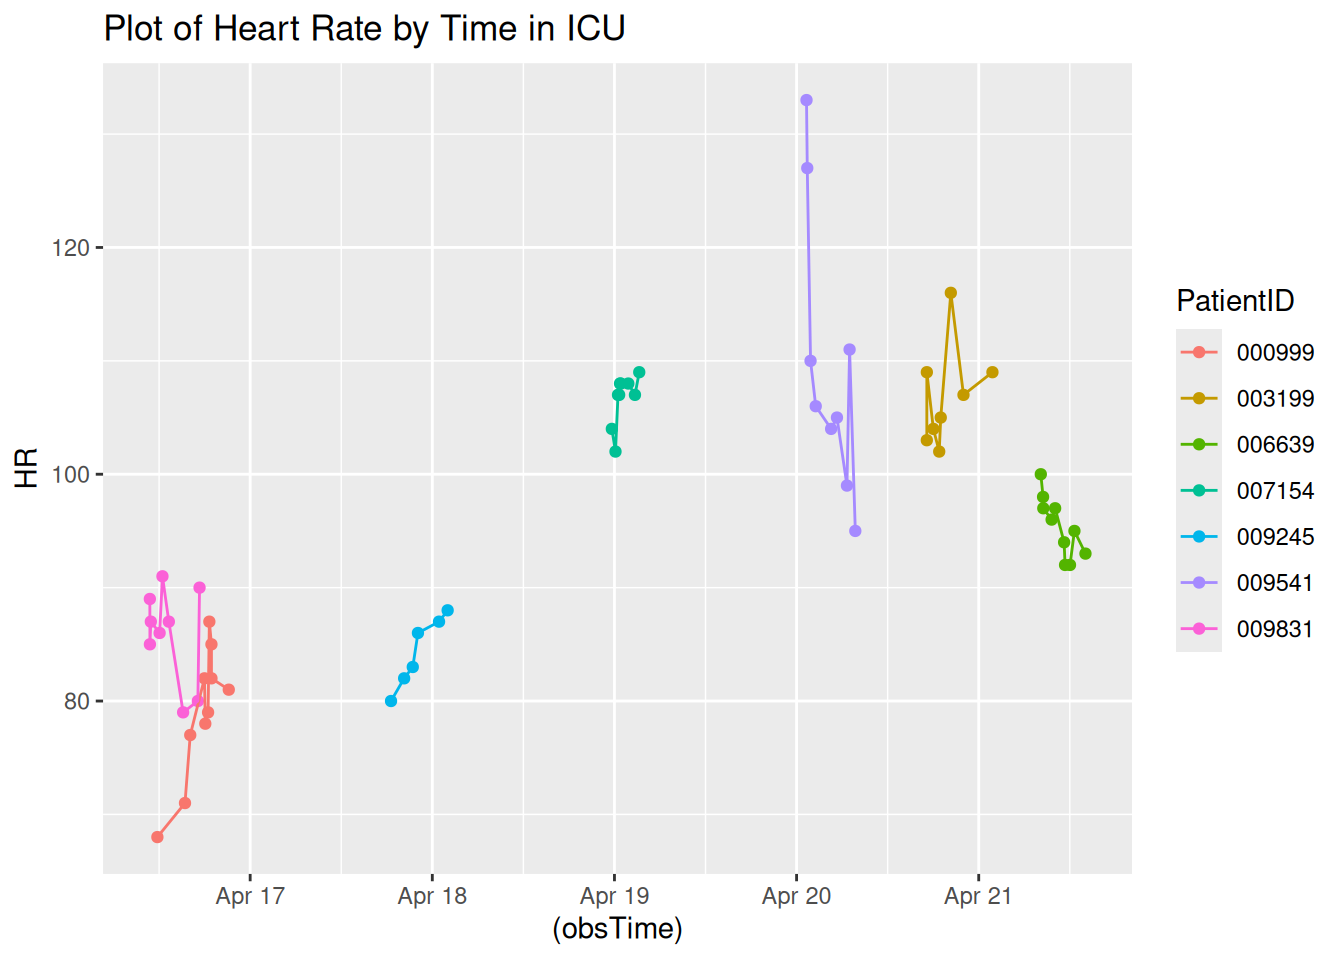 Plot of Heart Rate by Time in ICU
120
100
80
HR
Apr 17
Apr 18
Apr 19
Apr 20
Apr 21
(obsTime)
PatientID
000999
003199
006639
007154
009245
009541
009831